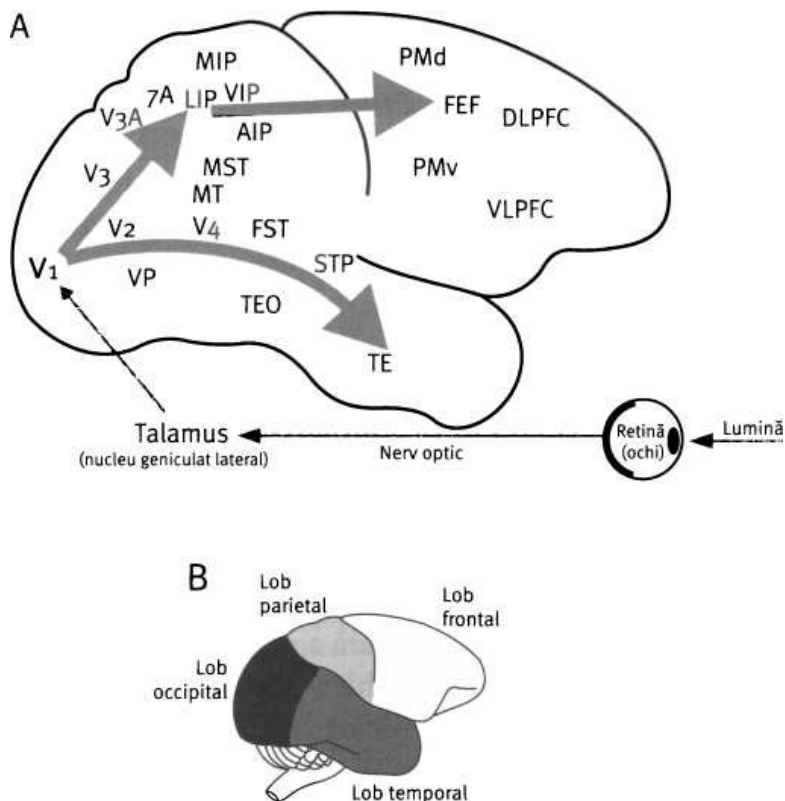 A
MIP
PMd
7A LIP VIP
V3A
FEF
AIP
DLPFC
V3
MST
PMv
MT
VLPFC
V2
V4
FST
V1
VP
STP
TEO
TE
Talamus
(nucleu geniculat lateral)
Nerv optic
Retină
(ochi)
Lumină
B
Lob
parietal
Lob
frontal
Lob
occipital
Lob temporal